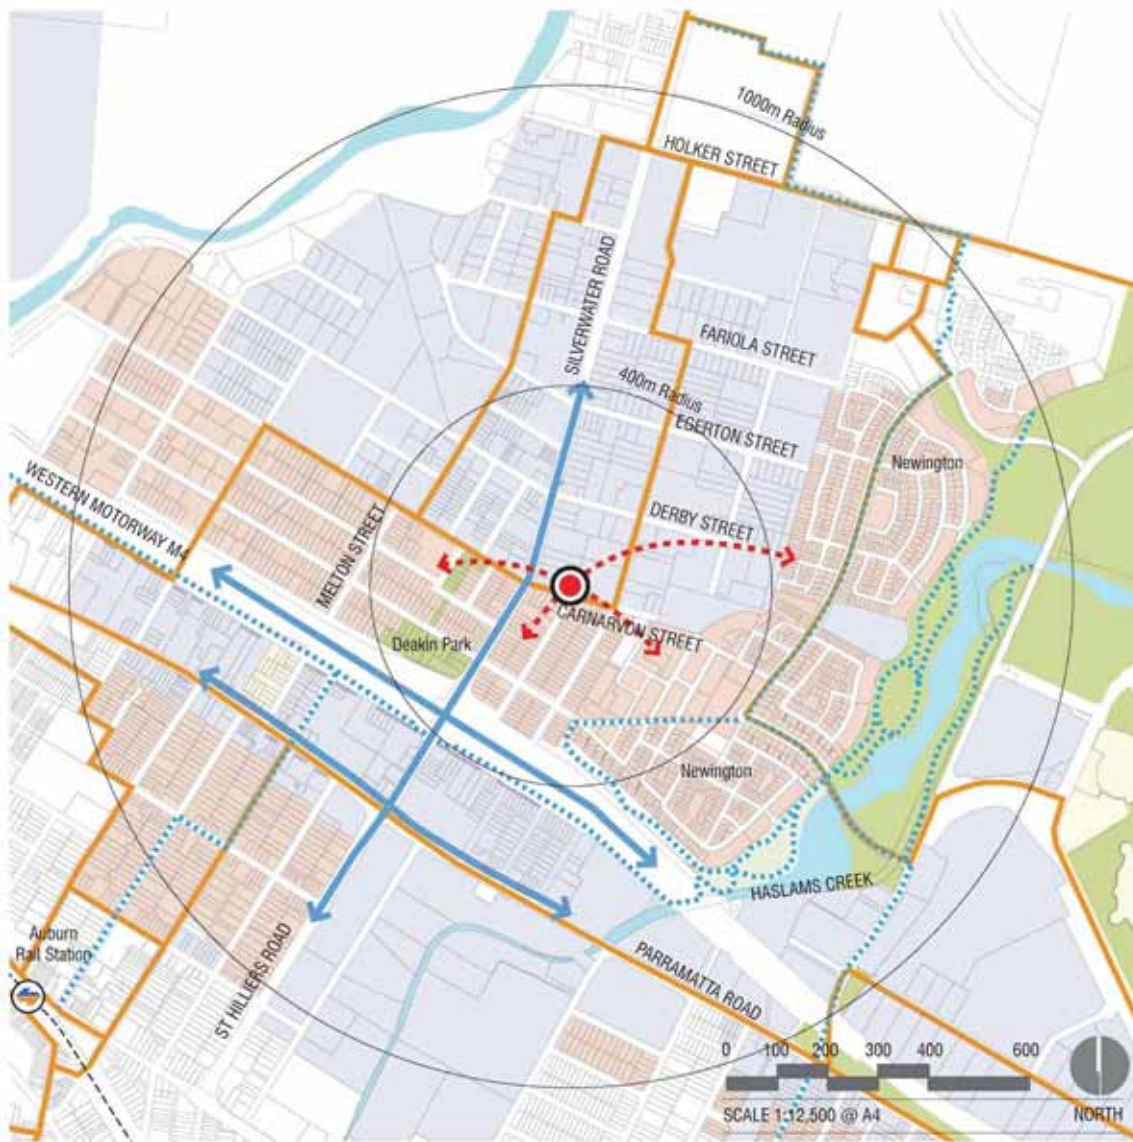 1000m Radius
HOLKER STREET
SILVERWATER ROAD
FARIOLA STREET
400m Radius
EGERTON STREET
Newington
WESTERN MOTORWAY M4
MELTON STREET
DERBY STREET
CARNARVON STREET
Deakin Park
Newington
HASLAMS CREEK
Auburn
Rail Station
ST HILLIERS ROAD
PARRAMATTA ROAD
0 100 200 300 400 600
SCALE 1:12,500 @ A4
NORTH